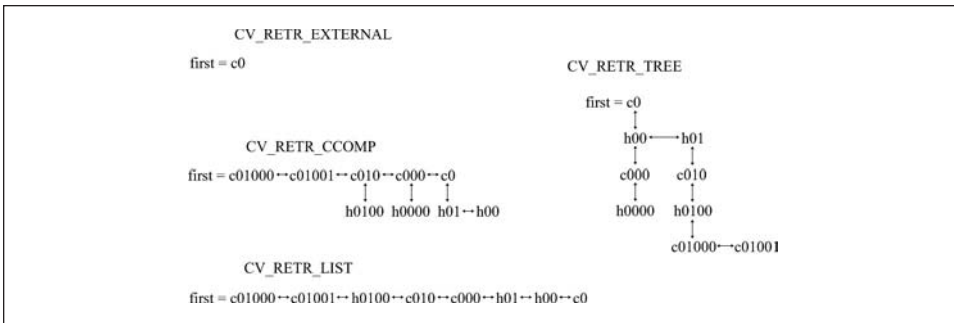 CV_RETR_EXTERNAL
first = c0
CV_RETR_CCOMP
first = c01000↔c01001↔c010↔c000↔c0
h0100 h0000 h01↔h00
CV_RETR_LIST
first = c01000↔c01001↔h0100↔c010↔c000↔h01↔h00↔c0
CV_RETR_TREE
first = c0
h00↔h01
c000 c010
h0000 h0100
c01000↔c01001